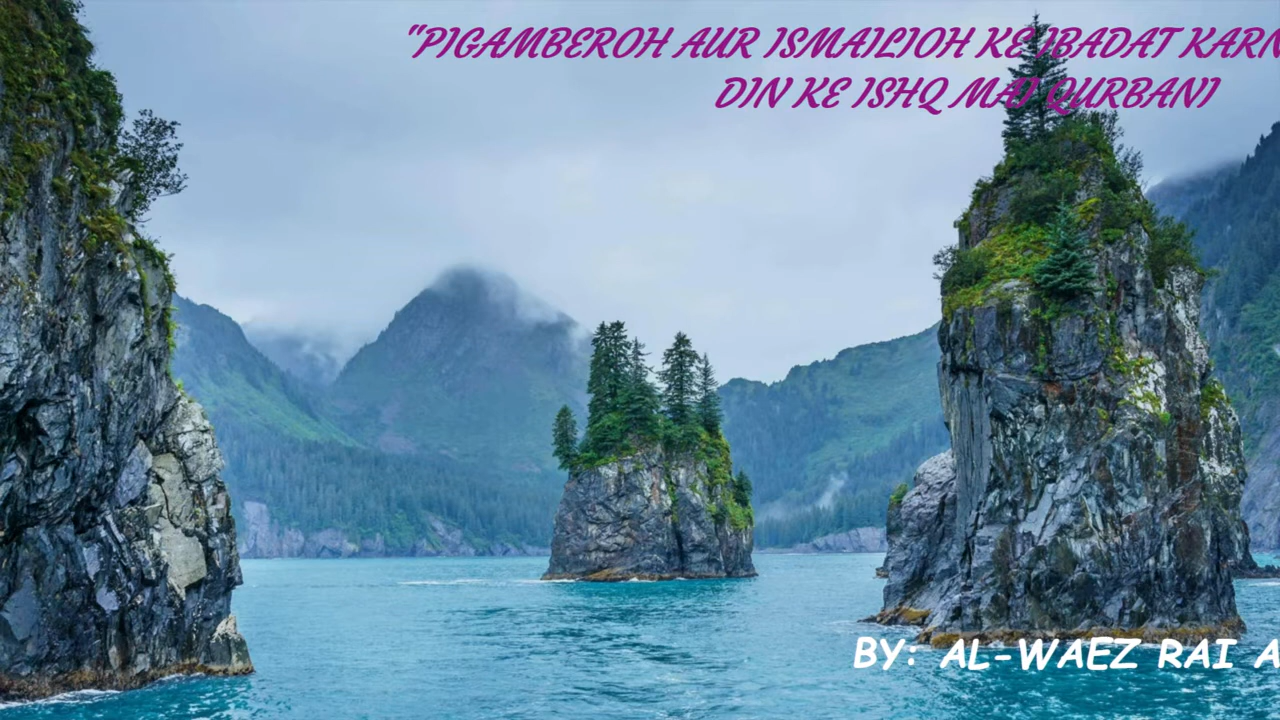 "PIGAMBEROH AUR ISMAILIOH KE IBADAT KARN
DIN KE ISHQ MAI QURBANI
BY: AL-WAEZ RAI A